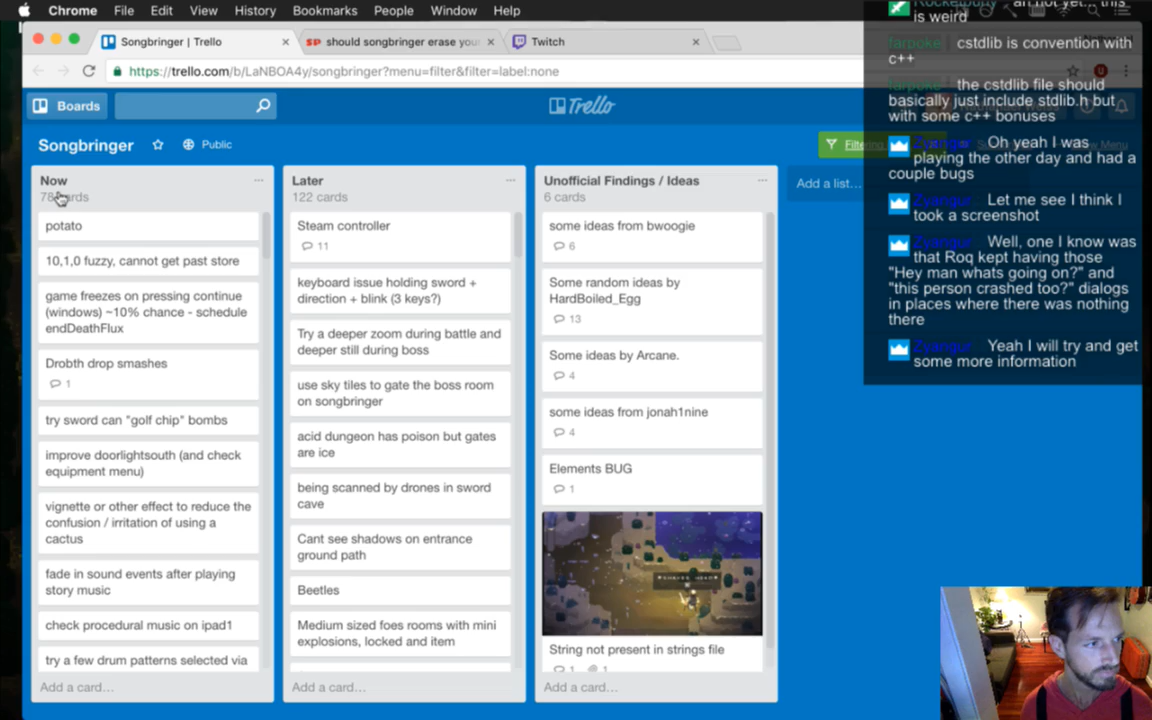 Chrome File Edit View History Bookmarks People Window Help
Songbringer | Trello
should songbringer erase your
Twitch
https://trello.com/b/LaNBOA4y/songbringer?menu=filter&filter=label:none
Boards
Trello
Songbringer
Public
Filtering
Menu
Now
cards
potato
10,1,0 fuzzy, cannot get past store
game freezes on pressing continue
(windows) ~10% chance - schedule
endDeathFlux
Drobth drop smashes
1
try sword can "golf chip" bombs
improve doorlightsouth (and check
equipment menu)
vignette or other effect to reduce the
confusion / irritation of using a
cactus
fade in sound events after playing
story music
check procedural music on ipad1
try a few drum patterns selected via
Add a card...
Later
122 cards
Steam controller
11
keyboard issue holding sword +
direction + blink (3 keys?)
Try a deeper zoom during battle and
deeper still during boss
use sky tiles to gate the boss room
on songbringer
acid dungeon has poison but gates
are ice
being scanned by drones in sword
cave
Cant see shadows on entrance
ground path
Beetles
Medium sized foes rooms with mini
explosions, locked and item
Add a card...
Unofficial Findings / Ideas
6 cards
some ideas from bwoogie
6
Some random ideas by
HardBoiled_Egg
13
Some ideas by Arcane.
4
some ideas from jonah1nine
4
Elements BUG
1
String not present in strings file
1 1
Add a card...
Add a list...
is weird
farpoke cstdlib is convention with
c++
farpoke the cstdlib file should
basically just include stdlib.h but
with some c++ bonuses
Zyangur Oh yeah I was
playing the other day and had a
couple bugs
Zyangur Let me see I think I
took a screenshot
Zyangur Well, one I know was
that Roq kept having those
"Hey man whats going on?" and
"this person crashed too?" dialogs
in places where there was nothing
there
Zyangur Yeah I will try and get
some more information